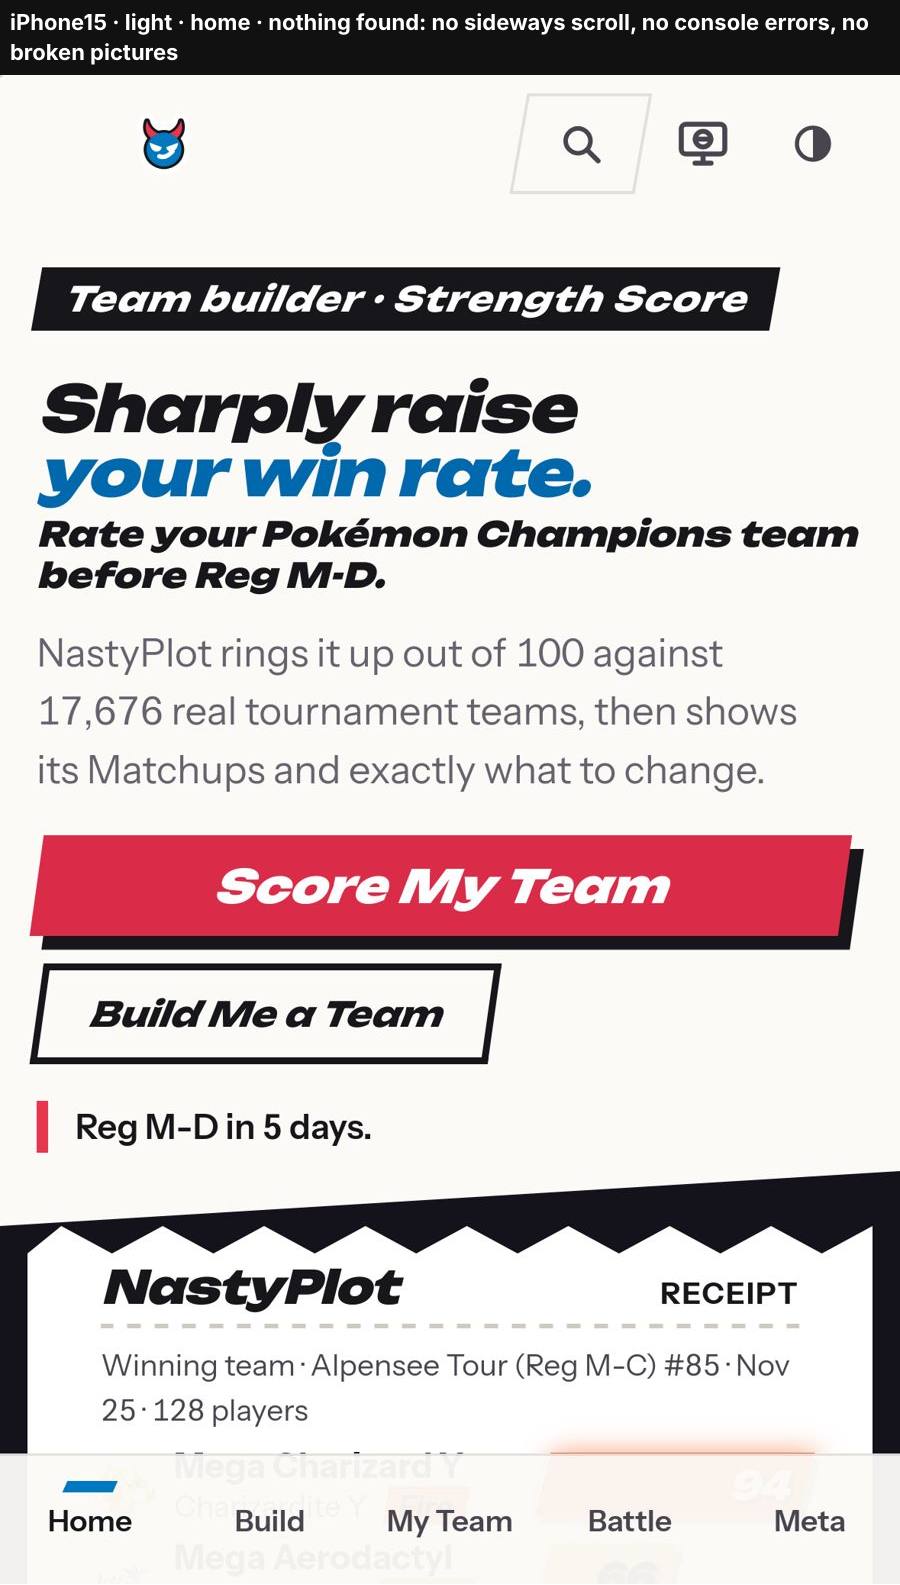 iPhone15 · light · home · nothing found: no sideways scroll, no console errors, no
broken pictures
Team builder · Strength Score
Sharply raise
your win rate.
Rate your Pokémon Champions team
before Reg M-D.
NastyPlot rings it up out of 100 against
17,676 real tournament teams, then shows
its Matchups and exactly what to change.
Score My Team
Build Me a Team
Reg M-D in 5 days.
NastyPlot RECEIPT
Winning team · Alpensee Tour (Reg M-C) #85 · Nov
25 · 128 players
Mega Charizard Y
94
Charizardite Y Fire
Home Build My Team Battle Meta
Mega Aerodactyl
66